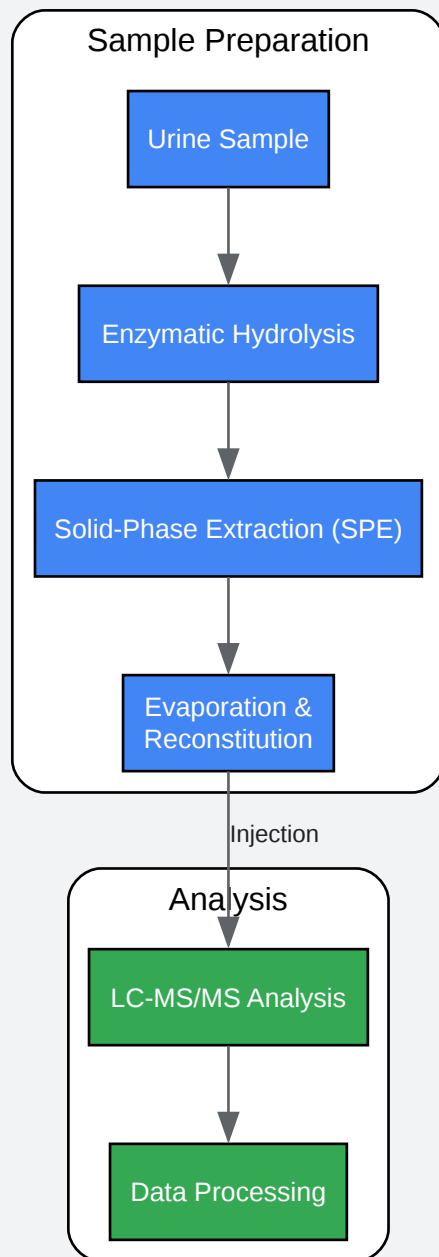 Sample Preparation
Urine Sample
Enzymatic Hydrolysis
Solid-Phase Extraction (SPE)
Evaporation &
Reconstitution
Injection
Analysis
LC-MS/MS Analysis
Data Processing